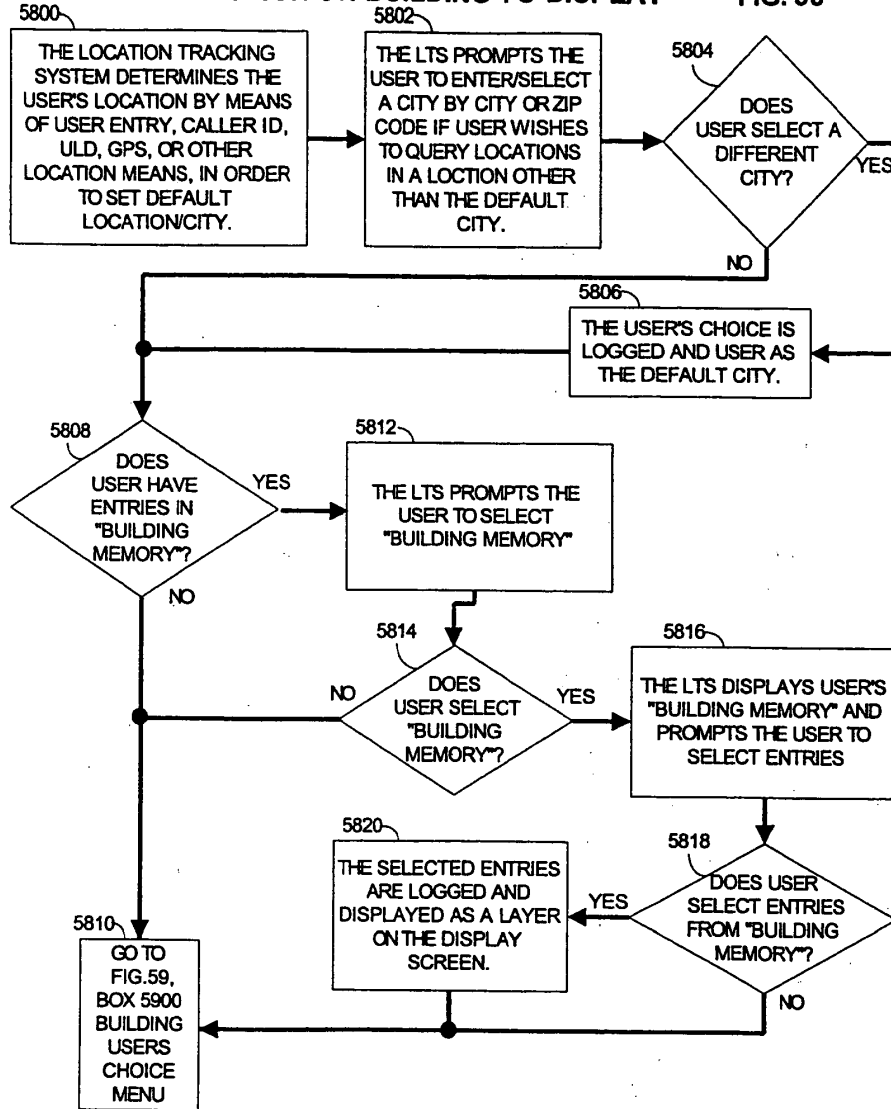 BUILDING TO DISPLAY
5800
THE LOCATION TRACKING
SYSTEM DETERMINES THE
USER'S LOCATION BY MEANS
OF USER ENTRY, CALLER ID,
ULD, GPS, OR OTHER
LOCATION MEANS, IN ORDER
TO SET DEFAULT
LOCATION/CITY.
5802
THE LTS PROMPTS THE
USER TO ENTER/SELECT
A CITY BY CITY OR ZIP
CODE IF USER WISHES
TO QUERY LOCATIONS
IN A LOCTION OTHER
THAN THE DEFAULT
CITY.
5804
DOES
USER SELECT A
DIFFERENT
CITY?
YES
NO
5806
THE USER'S CHOICE IS
LOGGED AND USER AS
THE DEFAULT CITY.
5808
DOES
USER HAVE
ENTRIES IN
"BUILDING
MEMORY"?
YES
NO
5812
THE LTS PROMPTS THE
USER TO SELECT
"BUILDING MEMORY"
5814
DOES
USER SELECT
"BUILDING
MEMORY"?
NO
YES
5816
THE LTS DISPLAYS USER'S
"BUILDING MEMORY" AND
PROMPTS THE USER TO
SELECT ENTRIES
5818
DOES USER
SELECT ENTRIES
FROM "BUILDING
MEMORY"?
YES
NO
5820
THE SELECTED ENTRIES
ARE LOGGED AND
DISPLAYED AS A LAYER
ON THE DISPLAY
SCREEN.
5810
GO TO
FIG.59,
BOX 5900
BUILDING
USERS
CHOICE
MENU